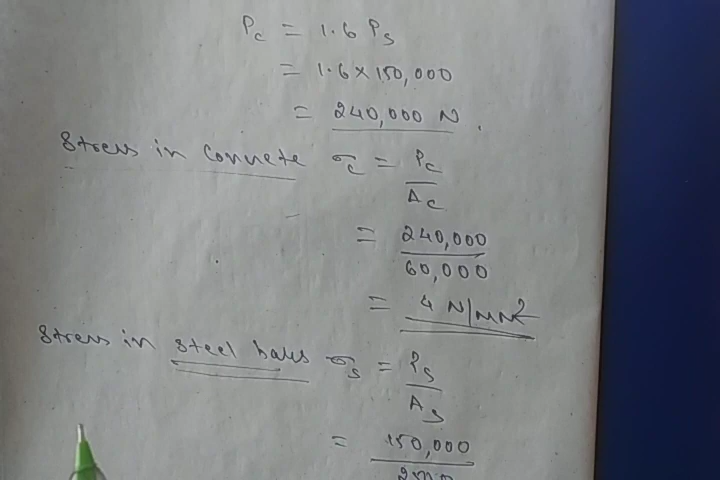 Pc = 1.6 Ps
= 1.6 × 150,000
= 240,000 N.
Stress in Concrete σc = Pc / Ac
= 240,000 / 60,000
= 4 N/mm²
Stress in steel bars σs = Ps / As
= 150,000